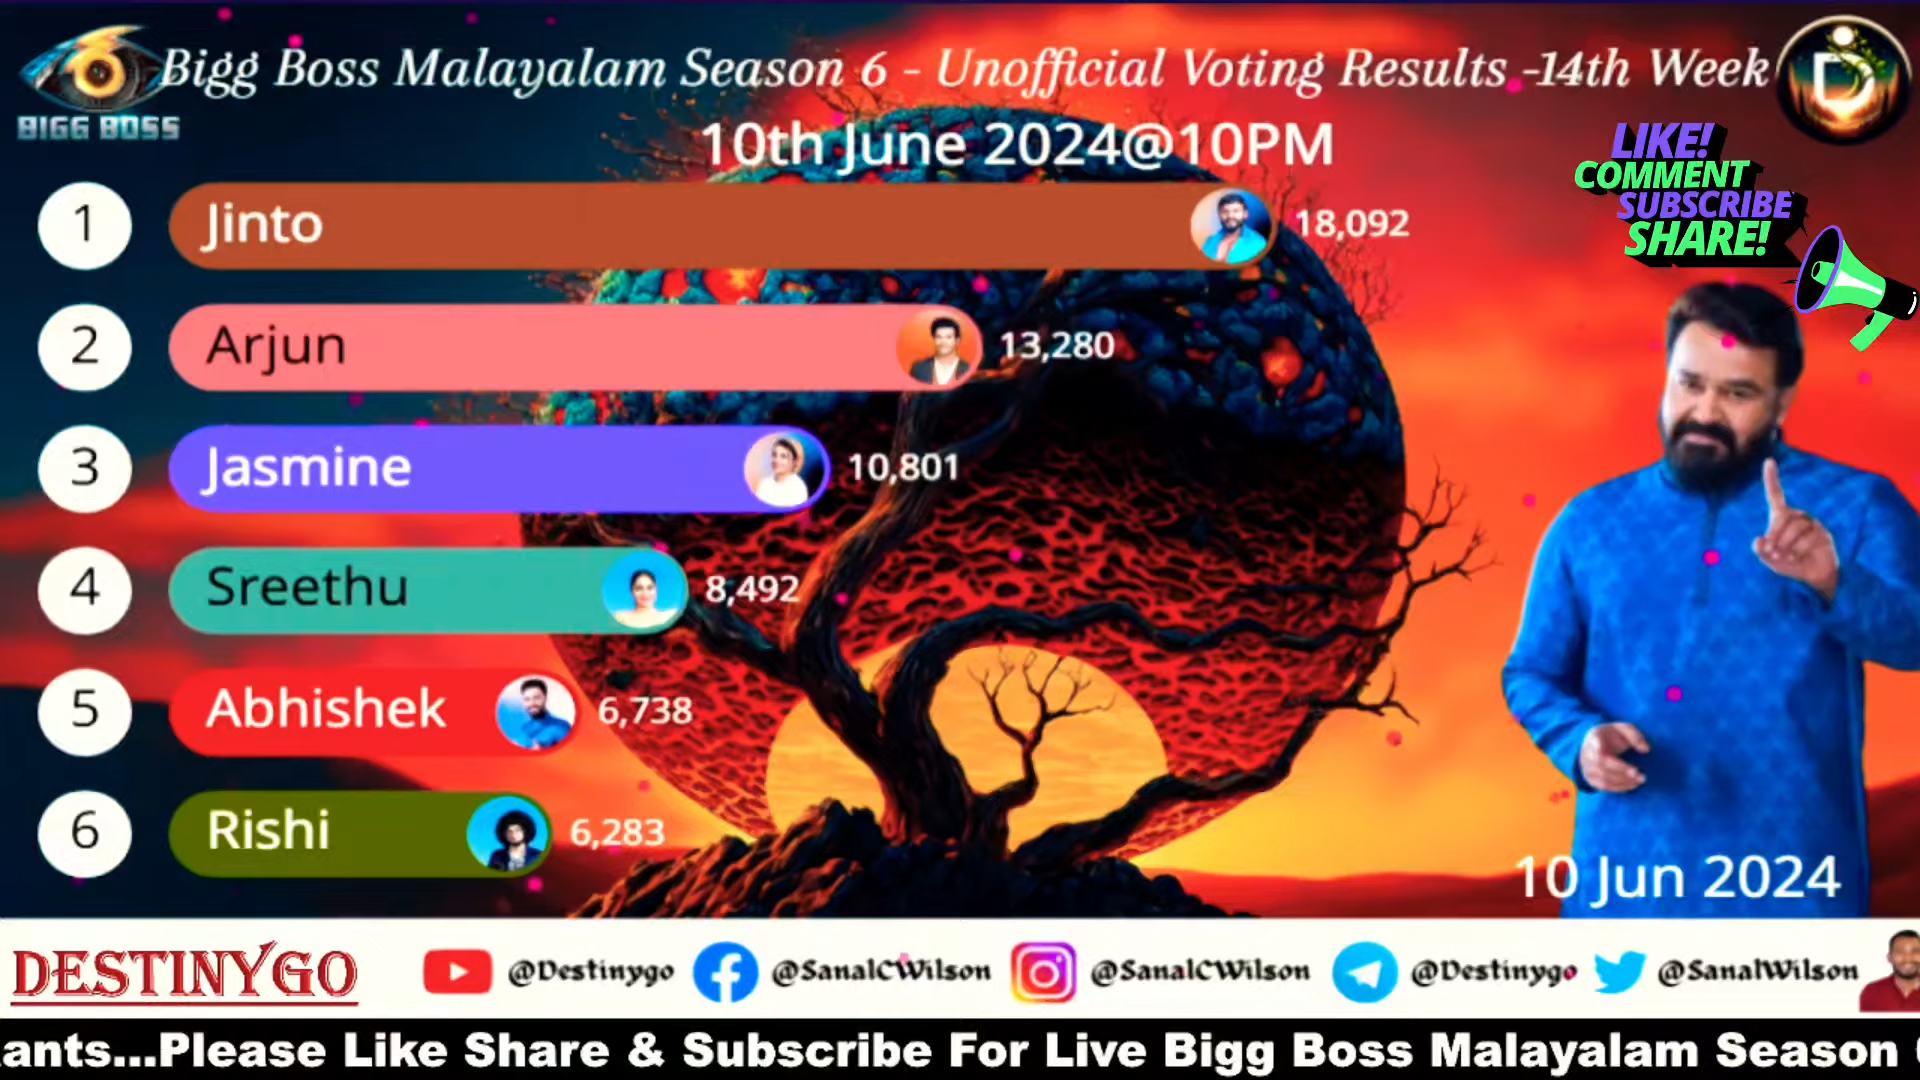 Bigg Boss Malayalam Season 6 - Unofficial Voting Results -14th Week
BIGG BOSS
10th June 2024@10PM
LIKE!
COMMENT
SUBSCRIBE
SHARE!
1 Jinto 18,092
2 Arjun 13,280
3 Jasmine 10,801
4 Sreethu 8,492
5 Abhishek 6,738
6 Rishi 6,283
10 Jun 2024
DESTINYGO @Destinygo @SanalCWilson @SanalCWilson @Destinygo @SanalWilson
ants...Please Like Share & Subscribe For Live Bigg Boss Malayalam Season